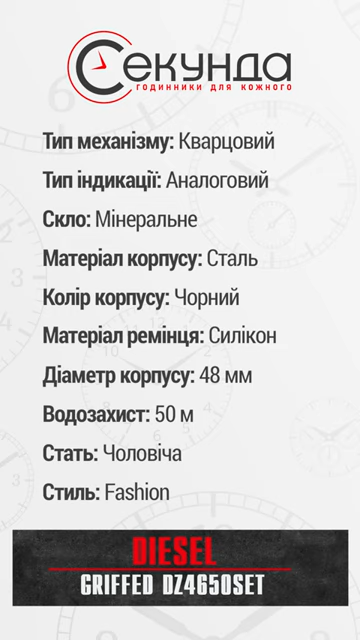 Секунда
ГОДИННИКИ ДЛЯ КОЖНОГО
Тип механізму: Кварцовий
Тип індикації: Аналоговий
Скло: Мінеральне
Матеріал корпусу: Сталь
Колір корпусу: Чорний
Матеріал ремінця: Силікон
Діаметр корпусу: 48 мм
Водозахист: 50 м
Стать: Чоловіча
Стиль: Fashion
DIESEL
GRIFFED DZ4650SET